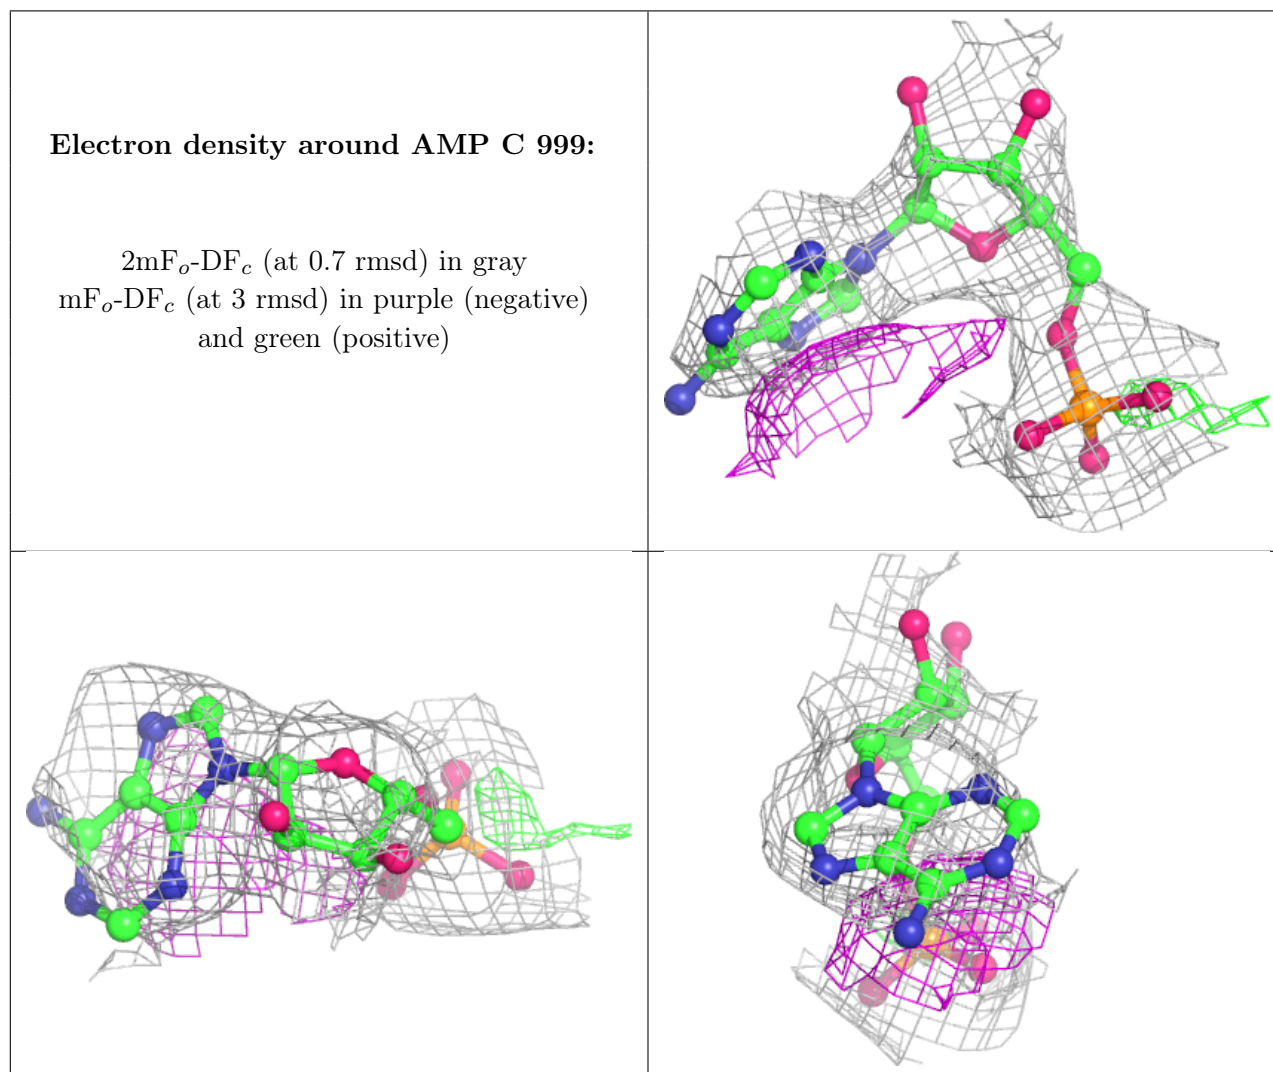 Electron density around AMP C 999:
2mFo-DFc (at 0.7 rmsd) in gray
mFo-DFc (at 3 rmsd) in purple (negative)
and green (positive)